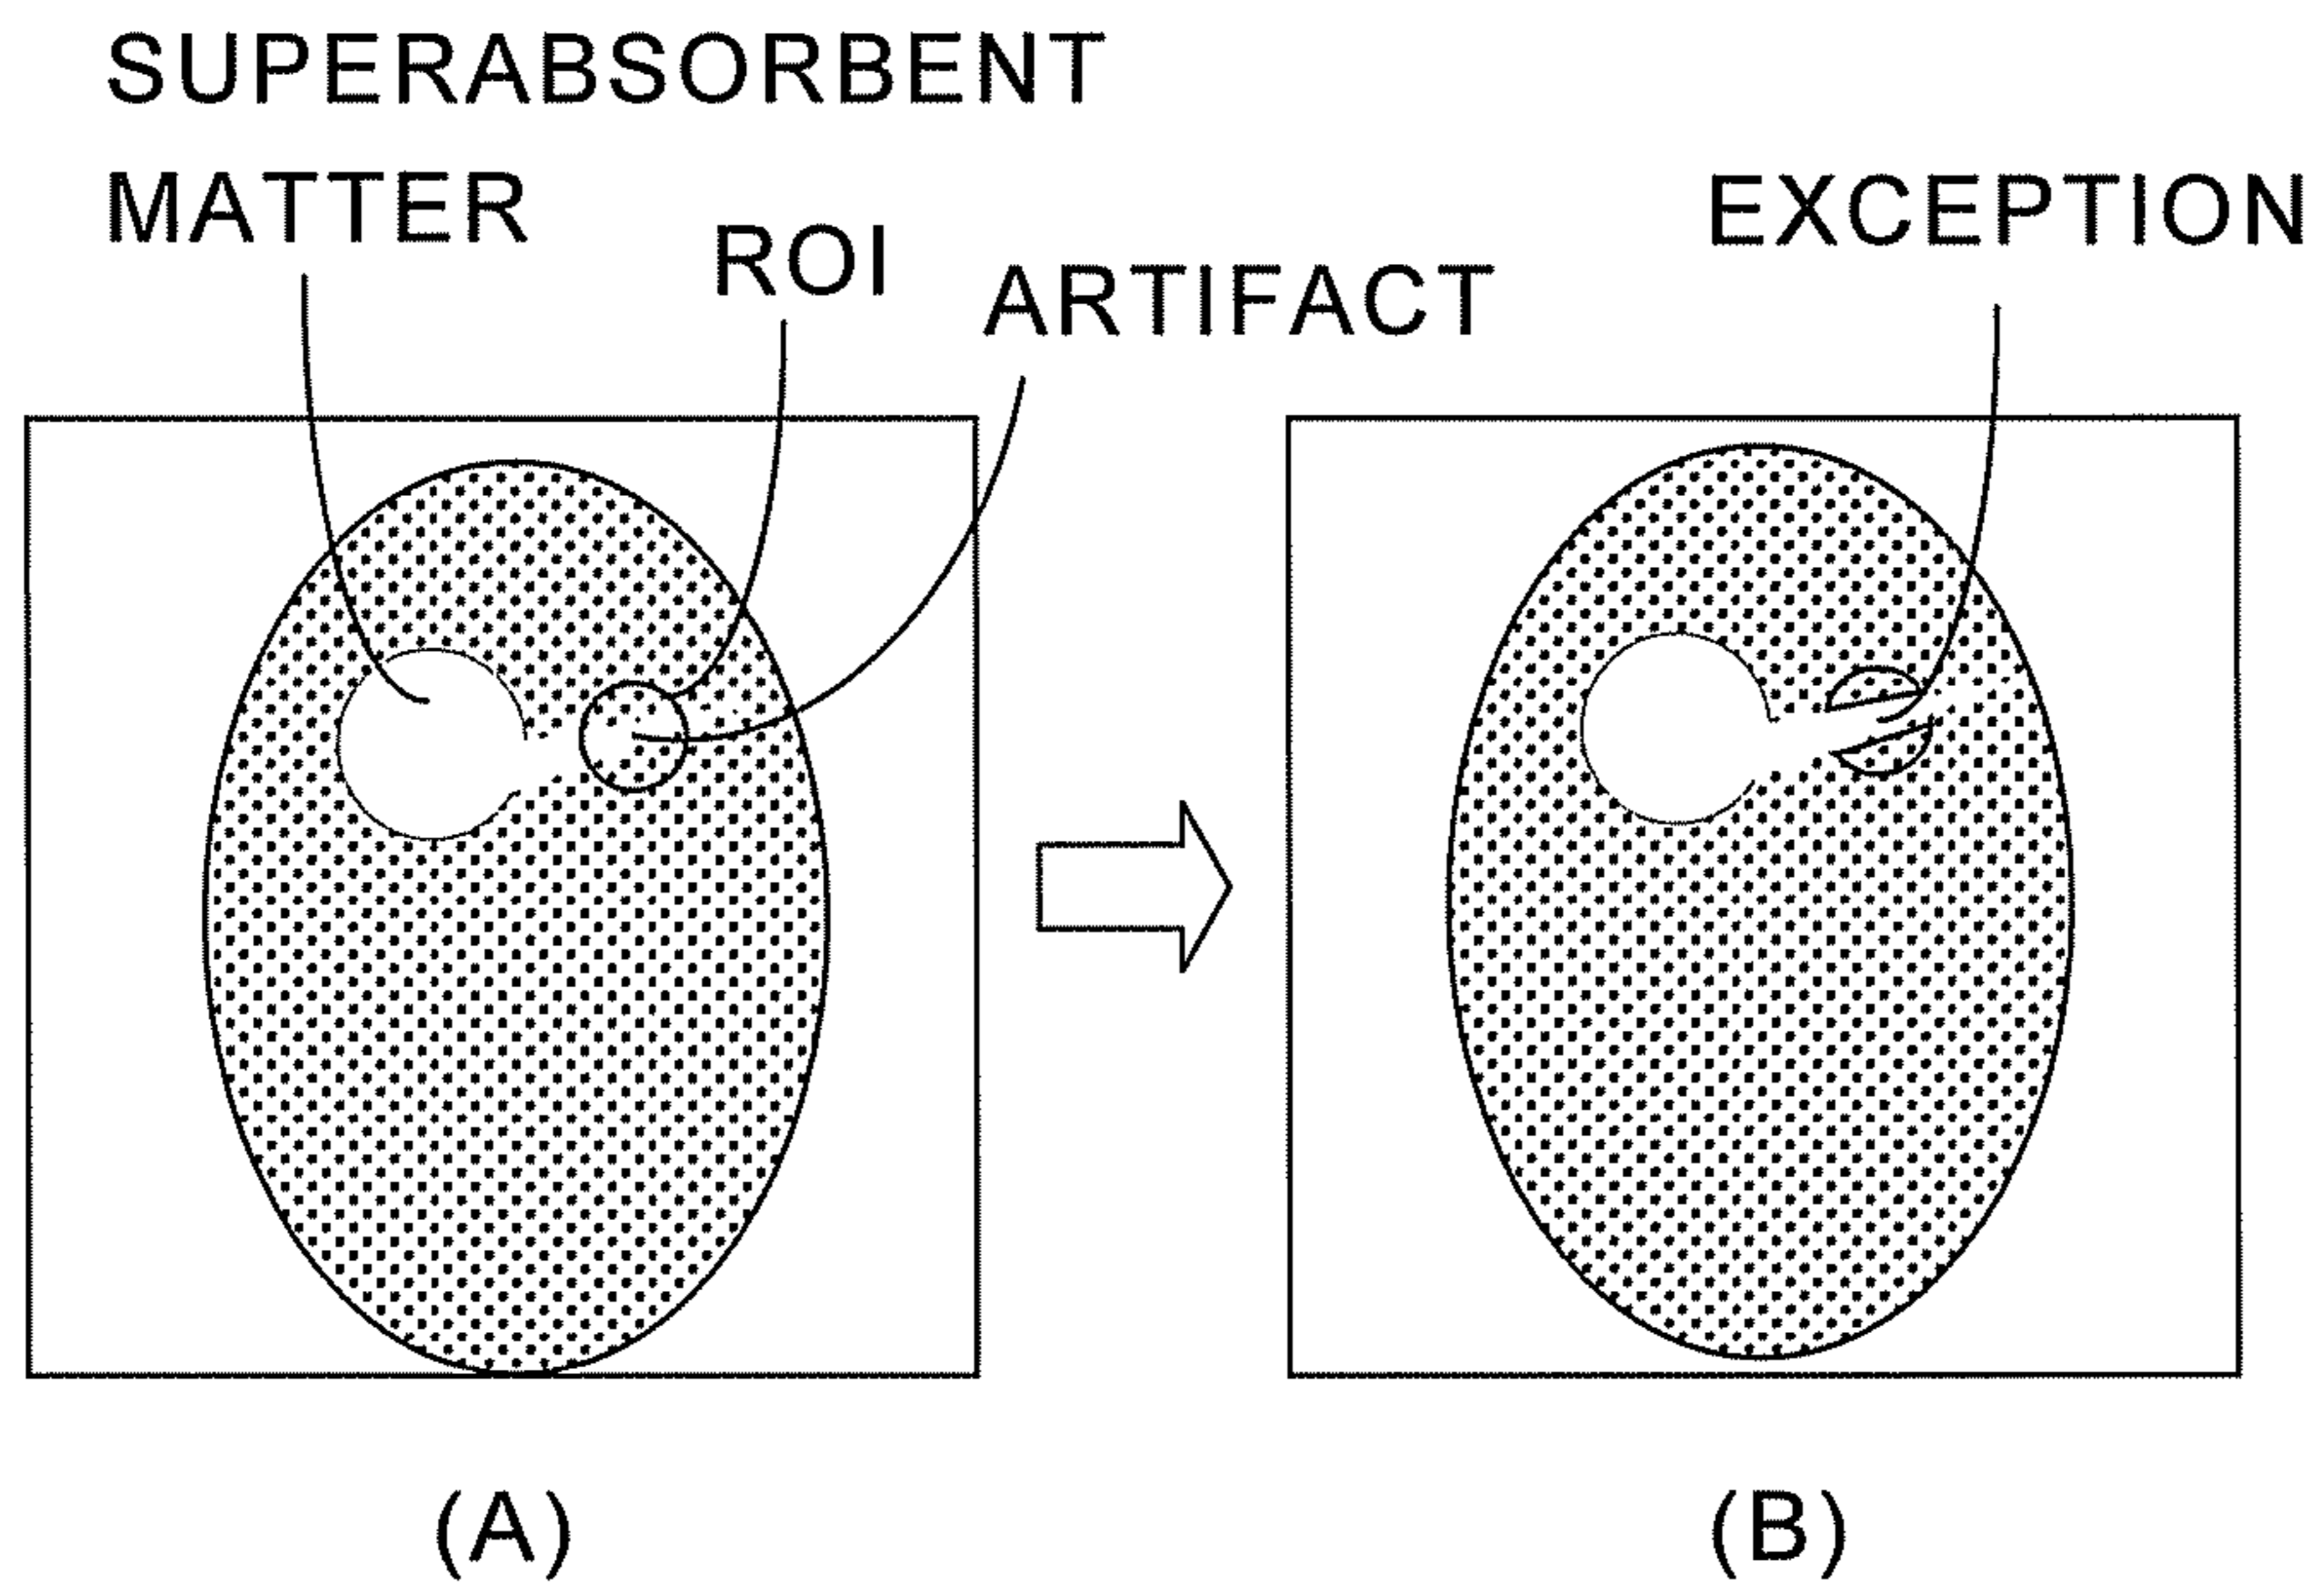 SUPERABSORBENT
MATTER
ROI
ARTIFACT
EXCEPTION
(A)
(B)